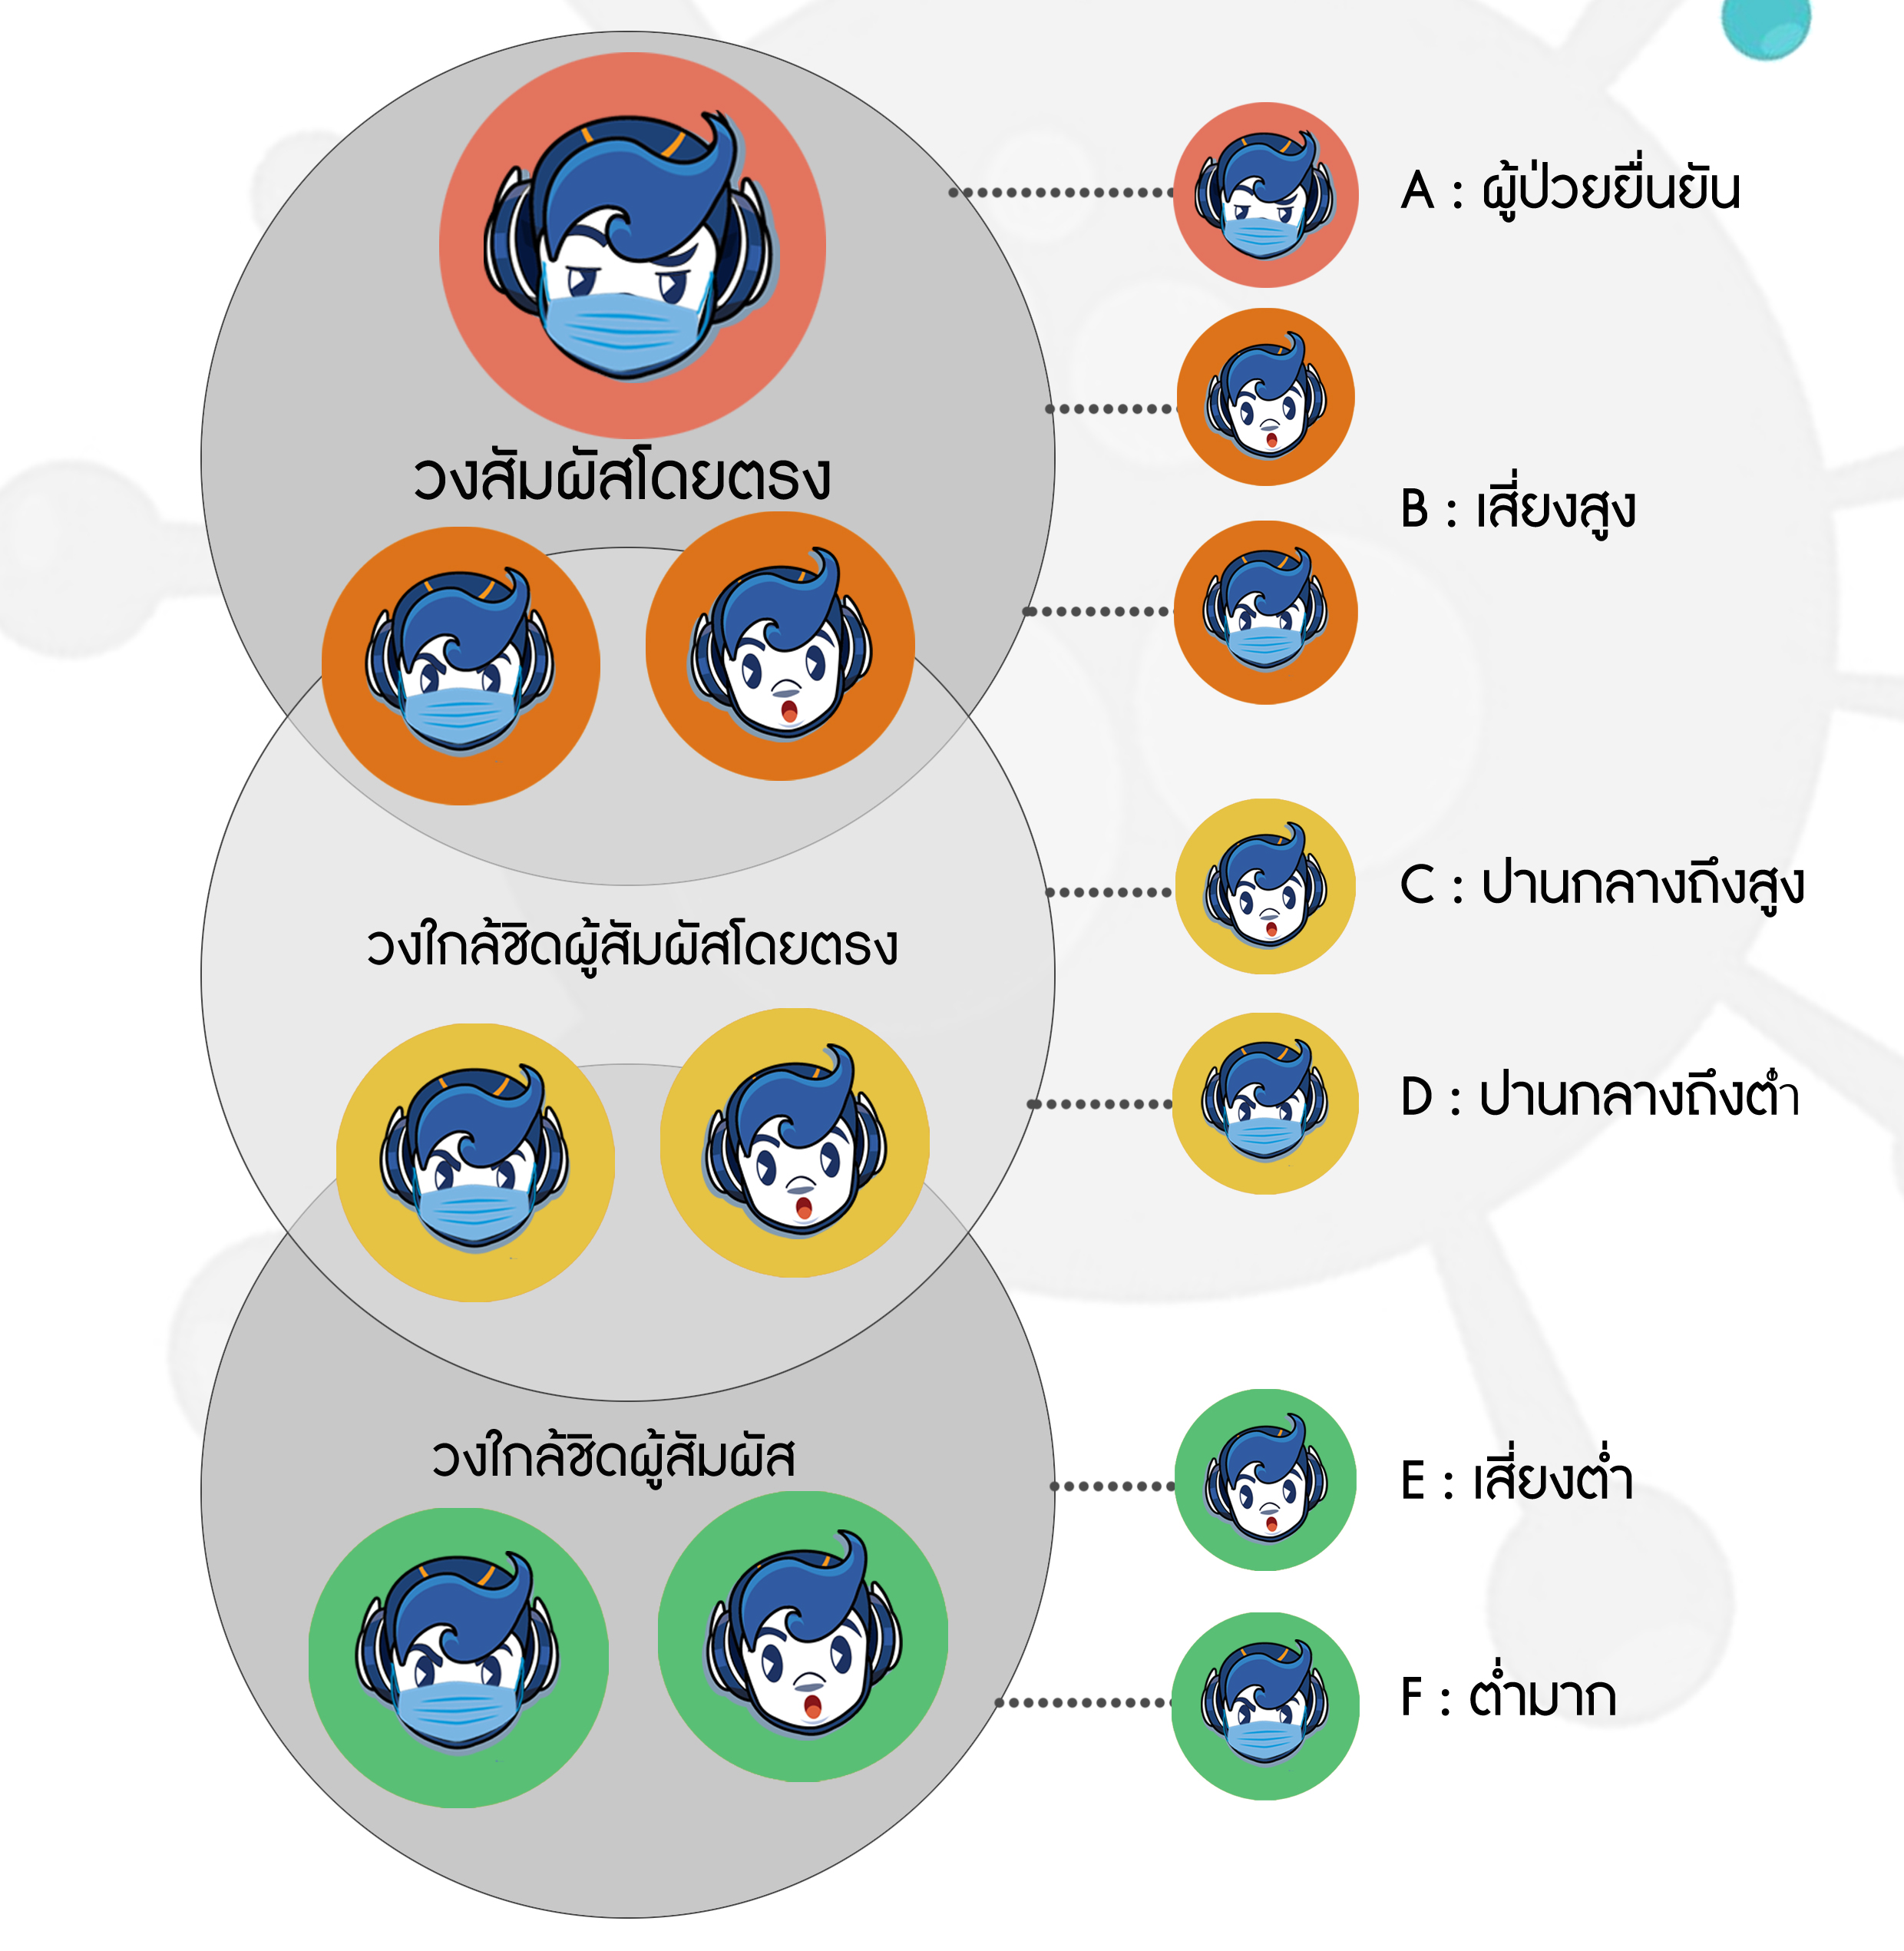 วงสัมผัสโดยตรง
วงใกล้ชิดผู้สัมผัสโดยตรง
วงใกล้ชิดผู้สัมผัส
A : ผู้ป่วยยื่นยัน
B : เสี่ยงสูง
C : ปานกลางถึงสูง
D : ปานกลางถึงต่ำ
E : เสี่ยงต่ำ
F : ต่ำมาก